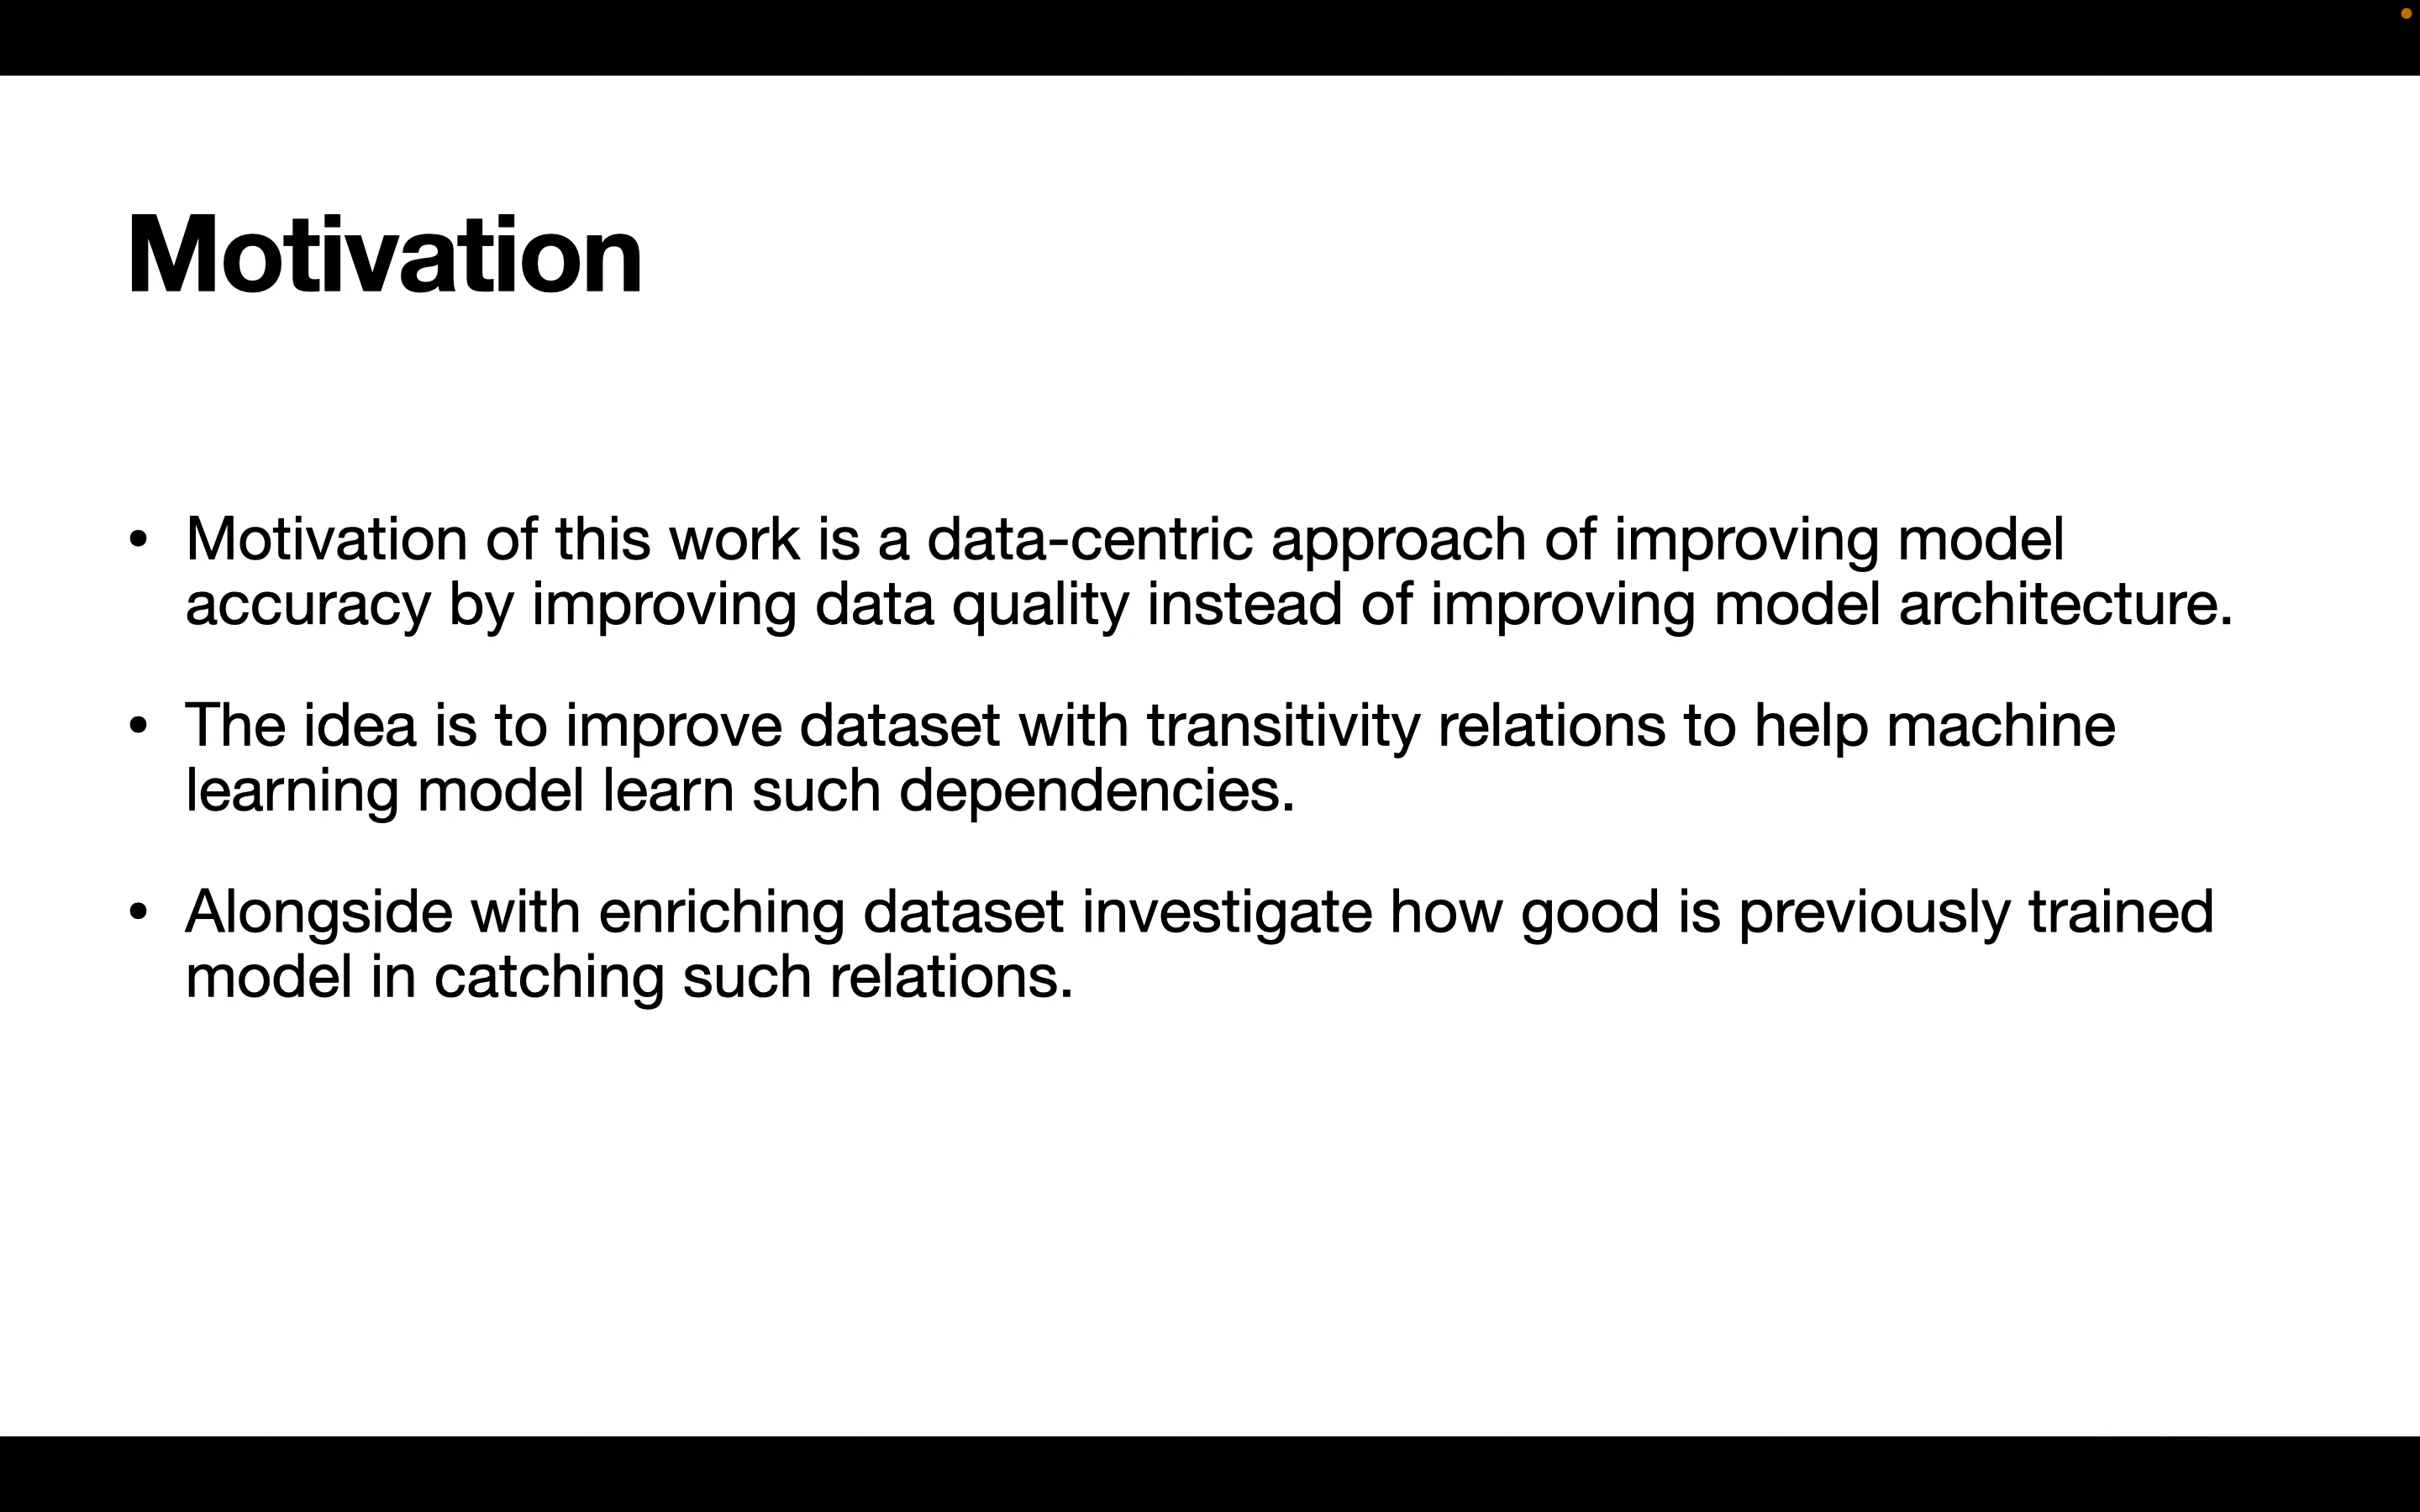 Motivation
• Motivation of this work is a data-centric approach of improving model
accuracy by improving data quality instead of improving model architecture.
• The idea is to improve dataset with transitivity relations to help machine
learning model learn such dependencies.
• Alongside with enriching dataset investigate how good is previously trained
model in catching such relations.